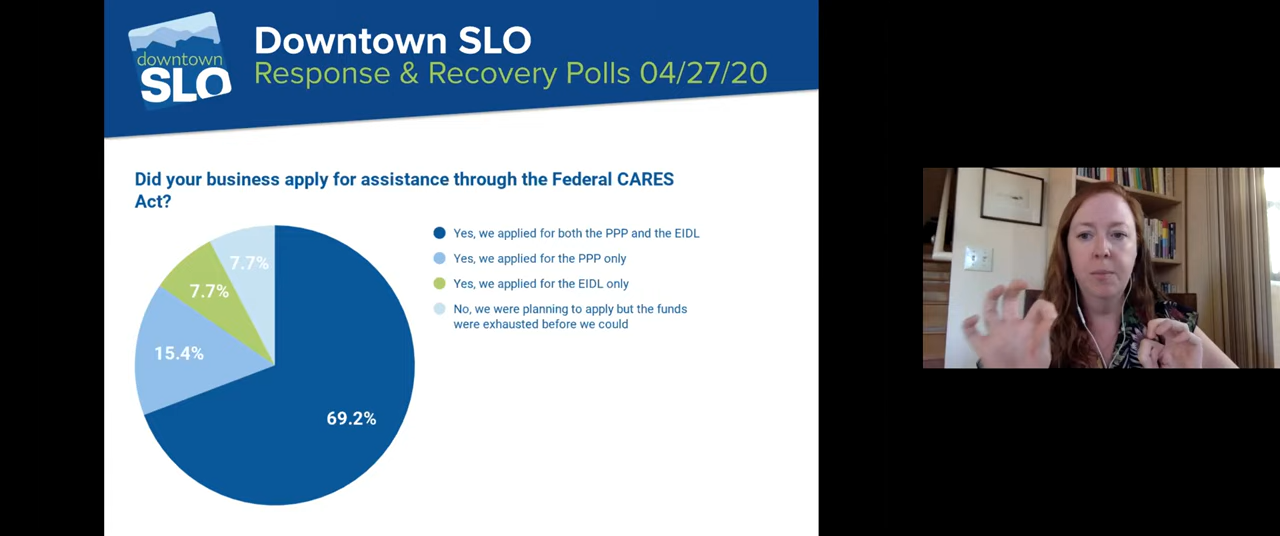 downtown
SLO
Downtown SLO
Response & Recovery Polls 04/27/20
Did your business apply for assistance through the Federal CARES
Act?
Yes, we applied for both the PPP and the EIDL
Yes, we applied for the PPP only
Yes, we applied for the EIDL only
No, we were planning to apply but the funds
were exhausted before we could
7.7%
7.7%
15.4%
69.2%